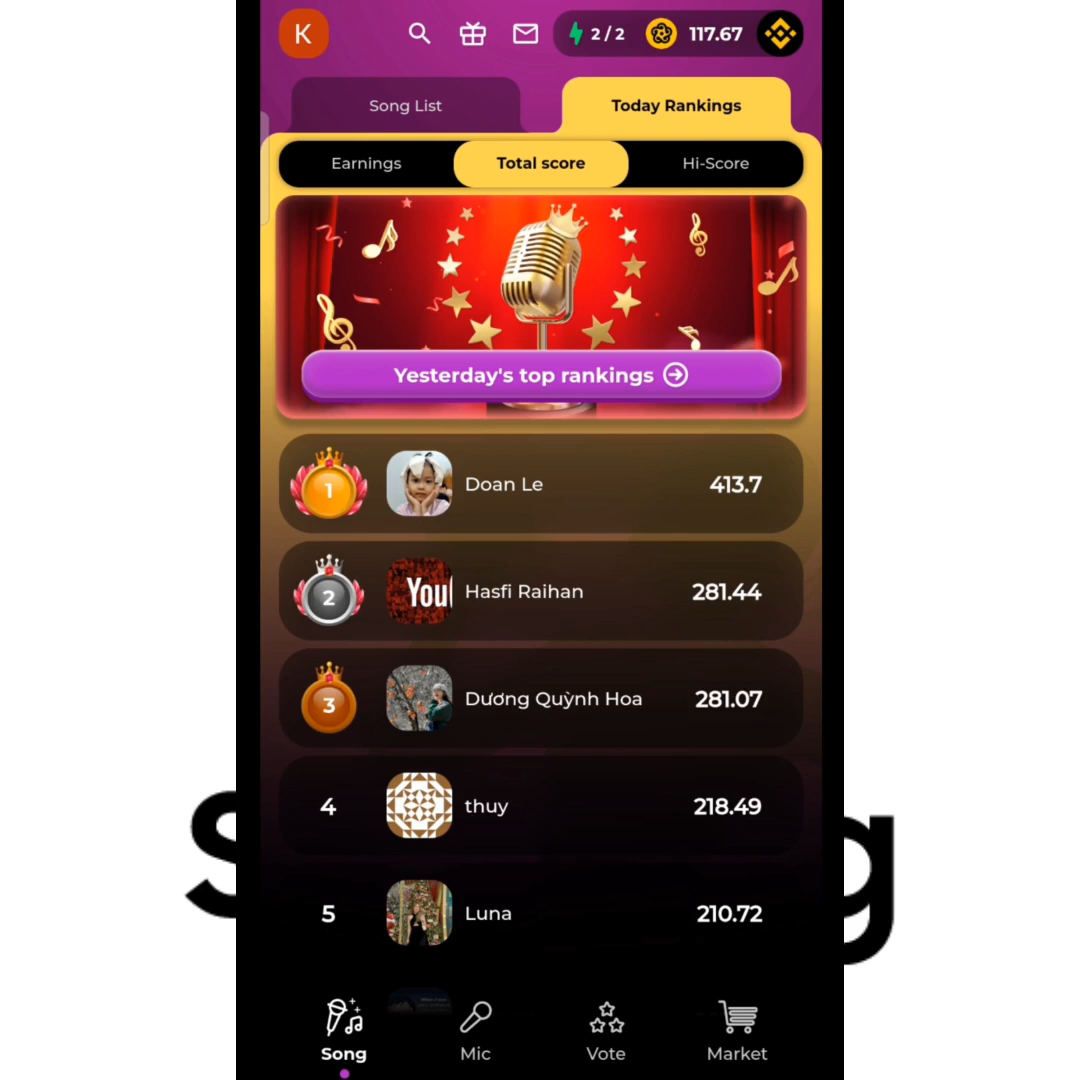 K
2 / 2
117.67
Song List
Today Rankings
Earnings
Total score
Hi-Score
Yesterday's top rankings
1
Doan Le
413.7
2
You
Hasfi Raihan
281.44
3
Dương Quỳnh Hoa
281.07
4
thuy
218.49
5
Luna
210.72
Song
Mic
Vote
Market